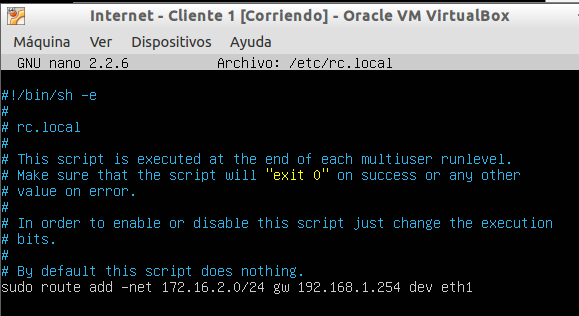 Internet - Cliente 1 [Corriendo] - Oracle VM VirtualBox
Máquina Ver Dispositivos Ayuda
GNU nano 2.2.6 Archivo: /etc/rc.local
#!/bin/sh -e
#
# rc.local
#
# This script is executed at the end of each multiuser runlevel.
# Make sure that the script will "exit 0" on success or any other
# value on error.
#
# In order to enable or disable this script just change the execution
# bits.
#
# By default this script does nothing.
sudo route add -net 172.16.2.0/24 gw 192.168.1.254 dev eth1